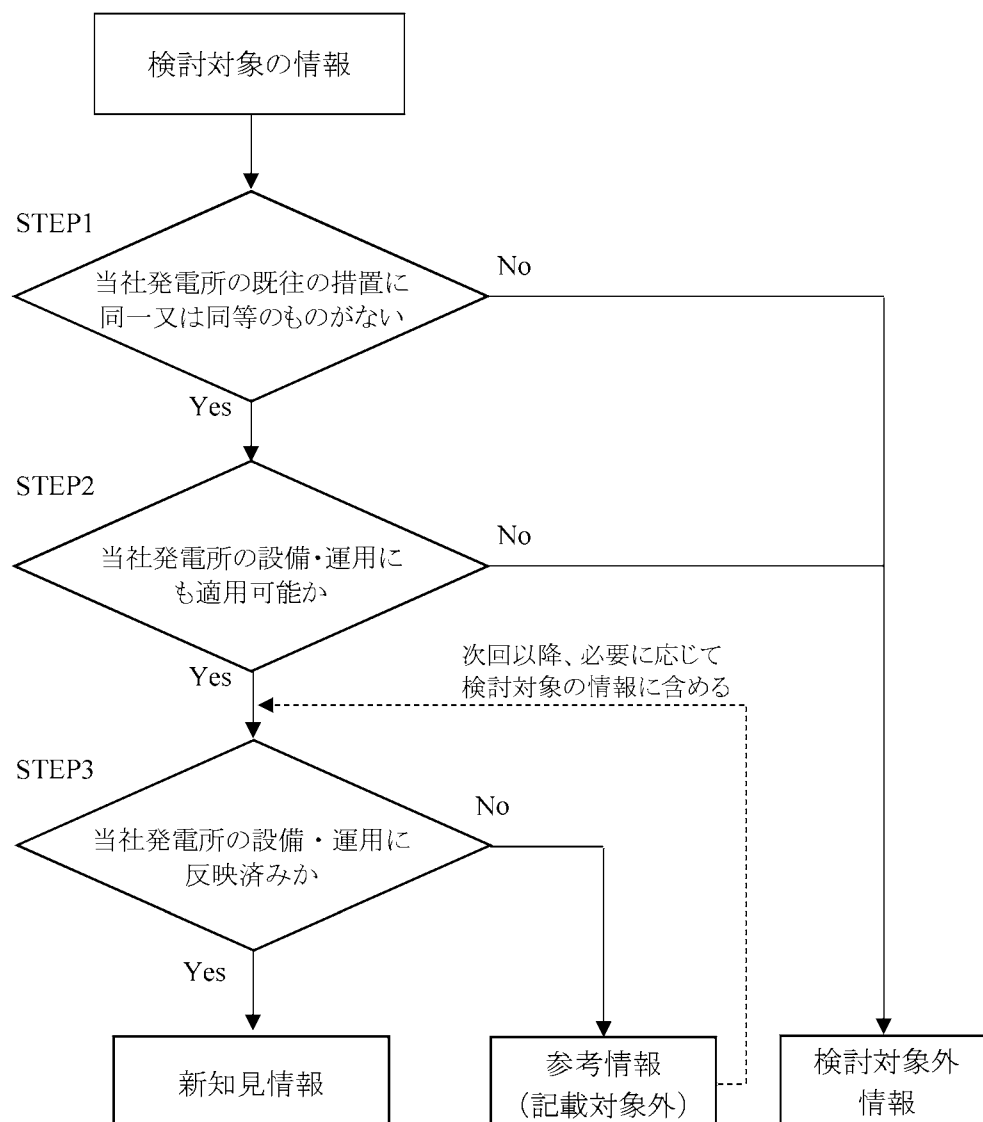 検討対象の情報
STEP1
当社発電所の既往の措置に
同一又は同等のものがない
No
Yes
STEP2
当社発電所の設備・運用に
も適用可能か
No
Yes
次回以降、必要に応じて
検討対象の情報に含める
STEP3
当社発電所の設備・運用に
反映済みか
No
Yes
新知見情報
参考情報
(記載対象外)
検討対象外
情報